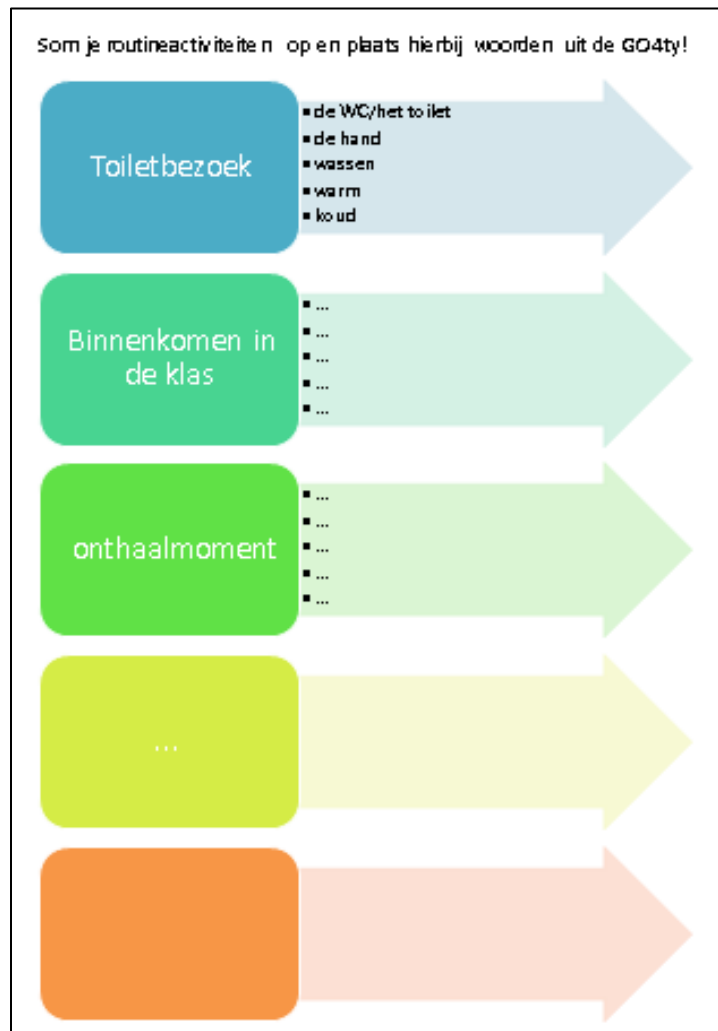 Som je routineactiviteiten op en plaats hierbij woorden uit de GO4ty!
Toiletbezoek
▪ de WC/het toilet
▪ de hand
▪ wassen
▪ warm
▪ koud
Binnenkomen in
de klas
▪ ...
▪ ...
▪ ...
▪ ...
▪ ...
onthaalmoment
▪ ...
▪ ...
▪ ...
▪ ...
▪ ...
...